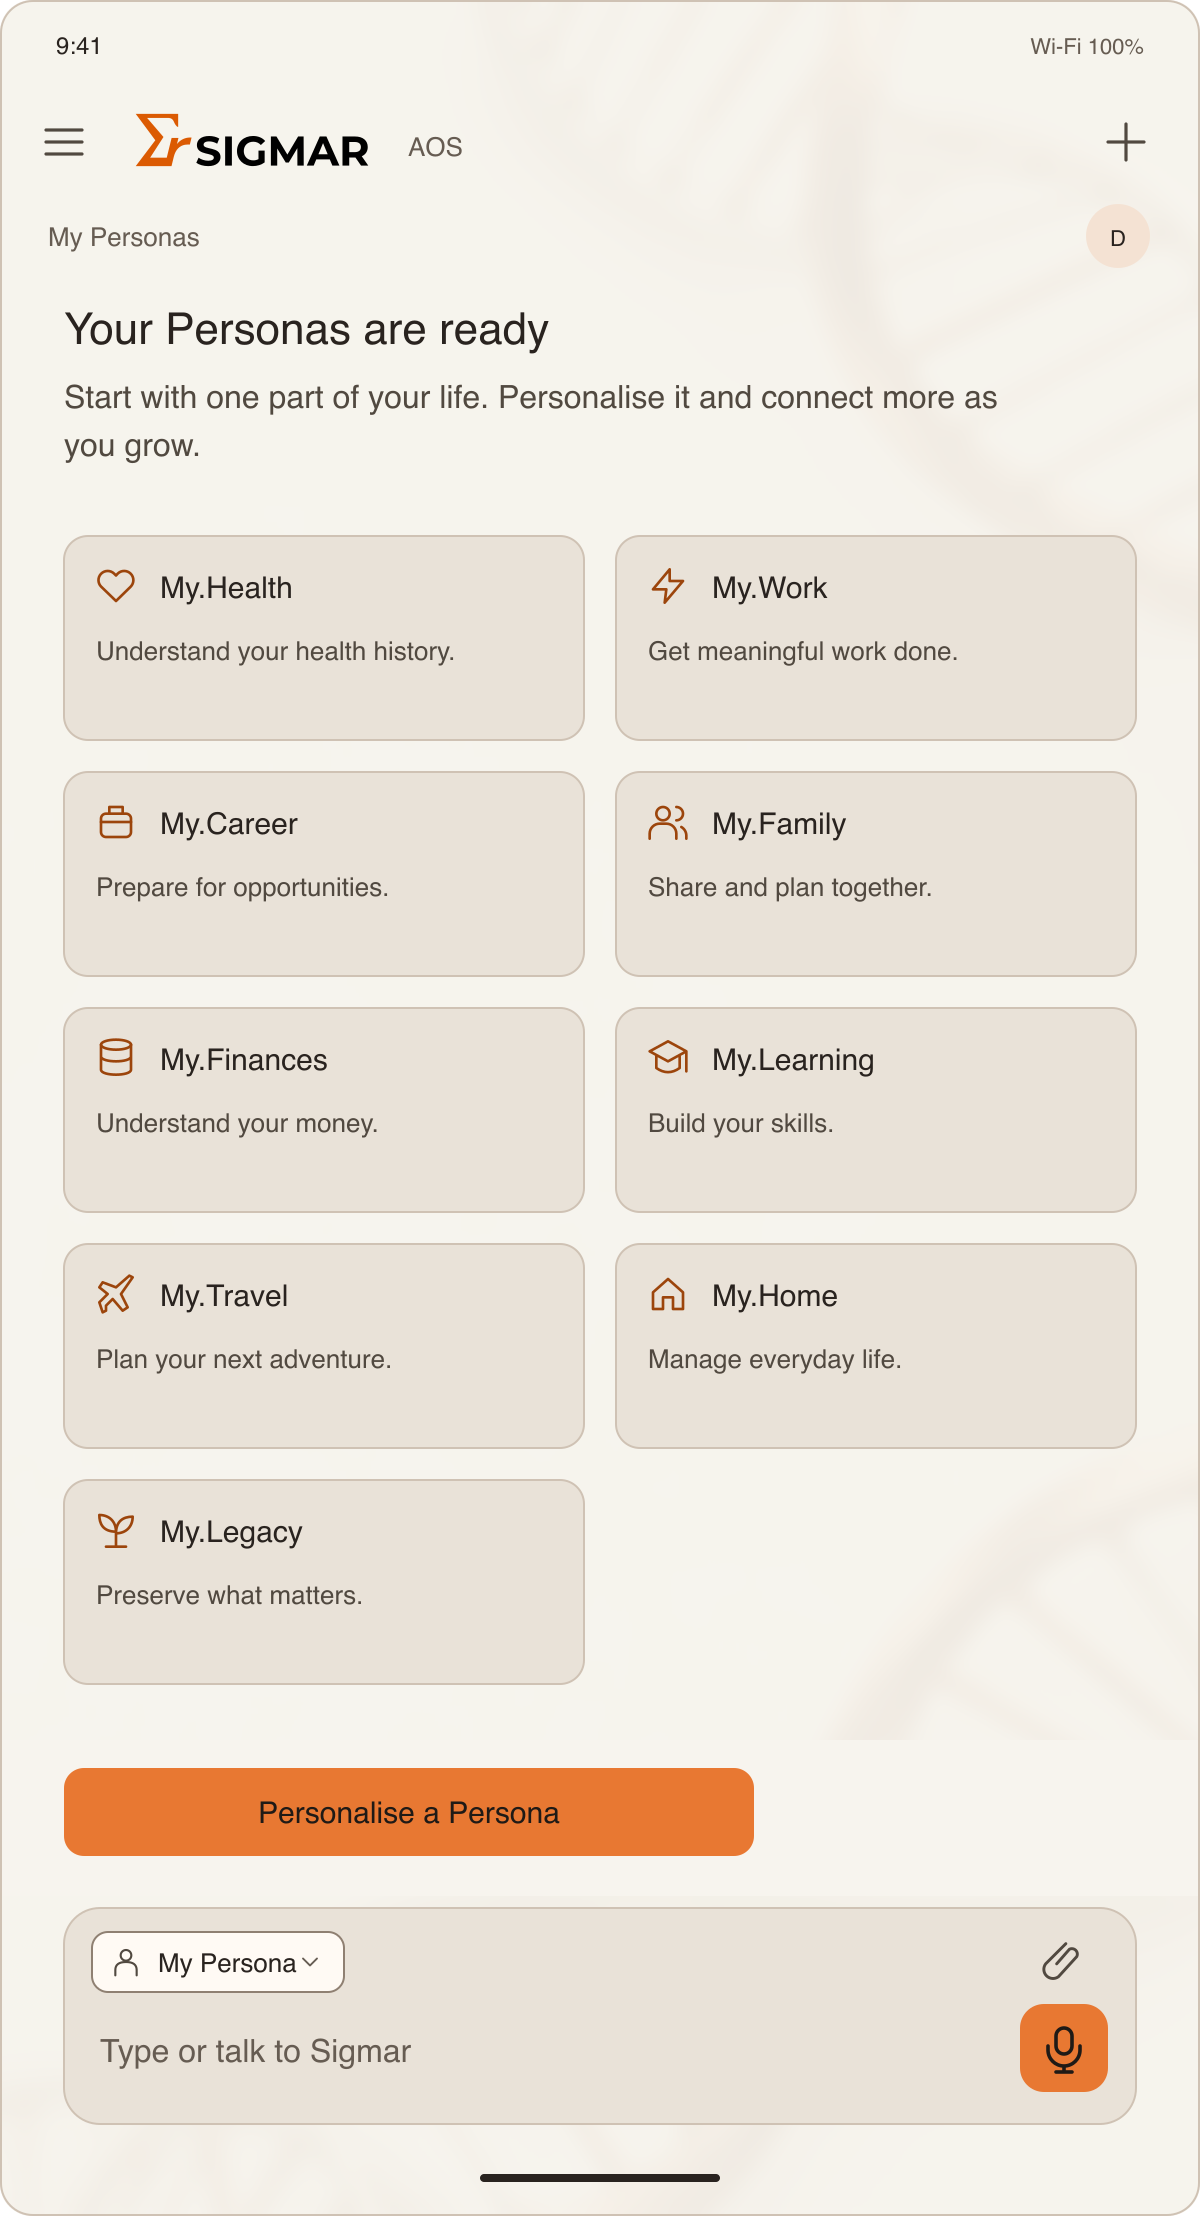 9:41
Wi-Fi 100%
Σr SIGMAR AOS
My Personas
D
Your Personas are ready
Start with one part of your life. Personalise it and connect more as
you grow.
My.Health
Understand your health history.
My.Work
Get meaningful work done.
My.Career
Prepare for opportunities.
My.Family
Share and plan together.
My.Finances
Understand your money.
My.Learning
Build your skills.
My.Travel
Plan your next adventure.
My.Home
Manage everyday life.
My.Legacy
Preserve what matters.
Personalise a Persona
My Persona
Type or talk to Sigmar